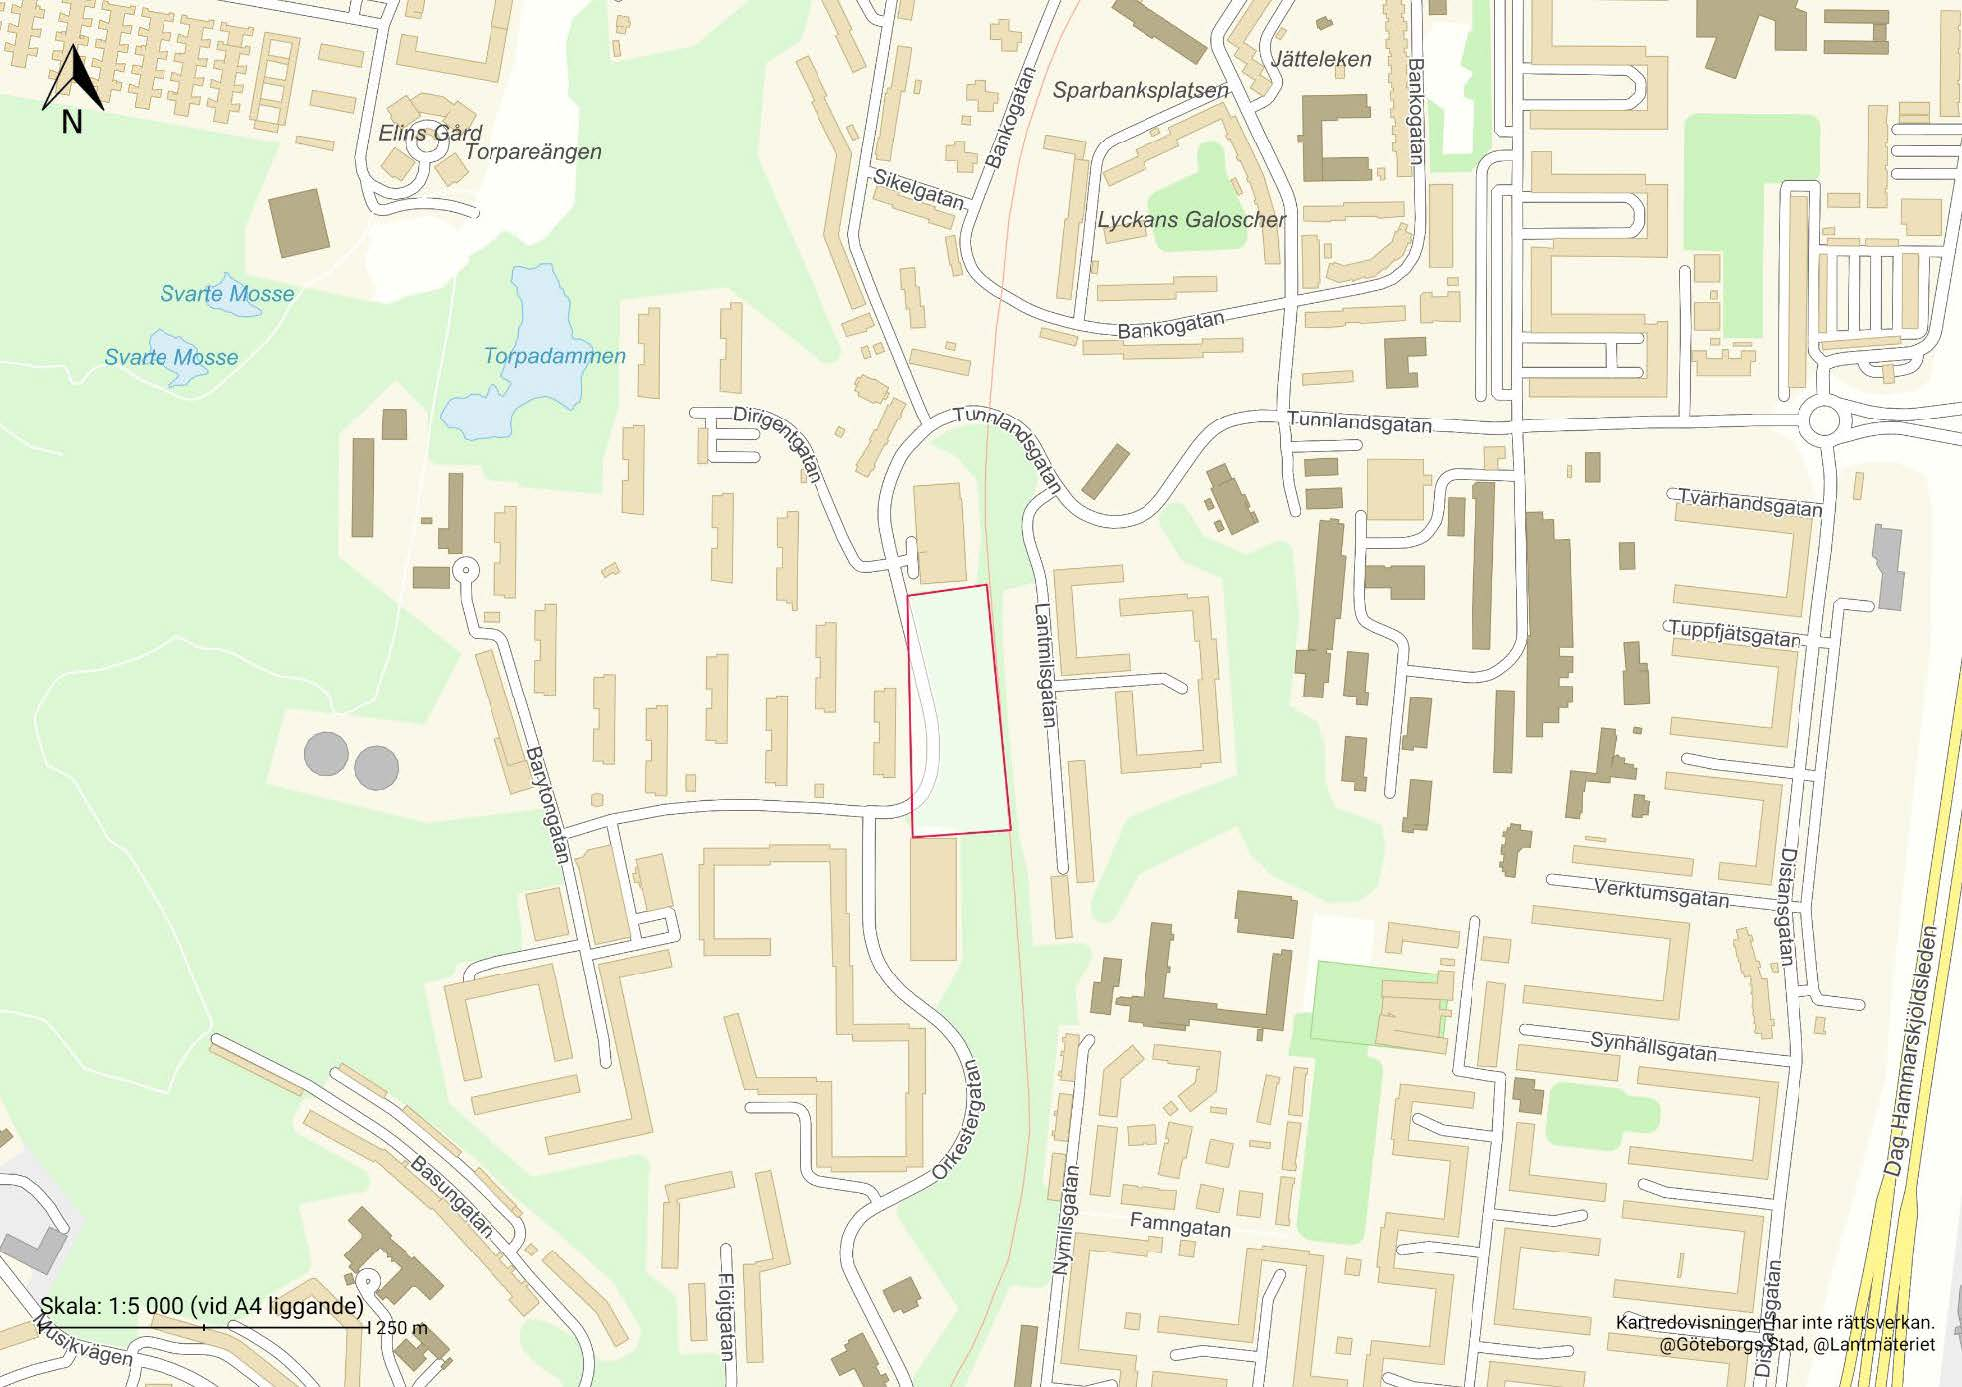 Jätteleken
Sparbanksplatsen
Bankogatan
Bankogatan
N
Elins Gård
Torpareängen
Sikelgatan
Lyckans Galoscher
Svarte Mosse
Bankogatan
Svarte Mosse
Torpadammen
Dirigentgatan
Tunnlandsgatan
Tunnlandsgatan
Tvärhandsgatan
Lantmilsgatan
Tuppfjätsgatan
Barytongatan
Verktumsgatan
Distansgatan
Synhållsgatan
Dag Hammarskjöldsleden
Orkestergatan
Basungatan
Nymilsgatan
Famngatan
Flöjtgatan
Distansgatan
Skala: 1:5 000 (vid A4 liggande)
250 m
Musikvägen
Kartredovisningen har inte rättsverkan.
@Göteborgs Stad, @Lantmäteriet